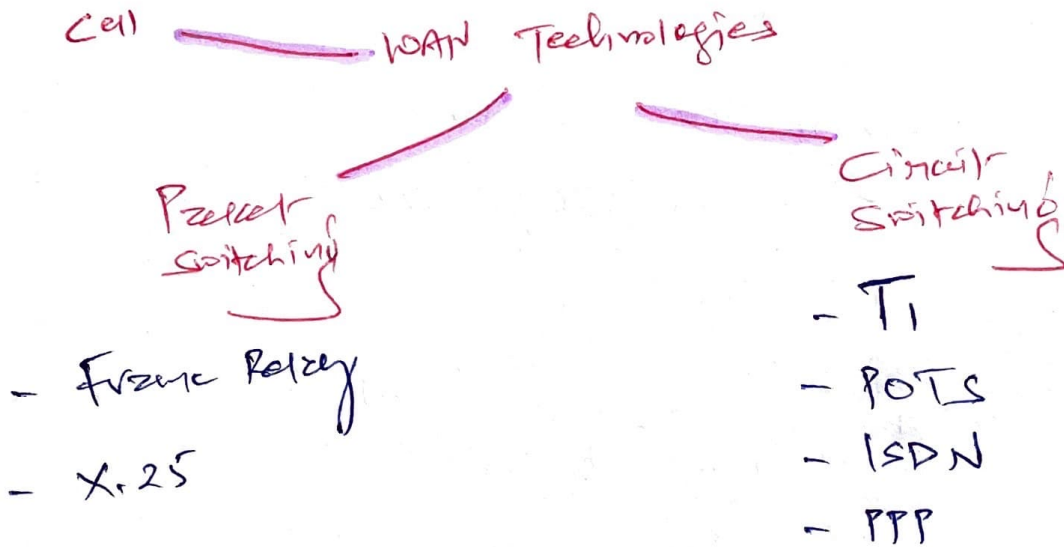 Cell WAN Technologies
Packet
Switching
Circuit
Switching
- Frame Relay
- X.25
- T1
- POTS
- ISDN
- PPP